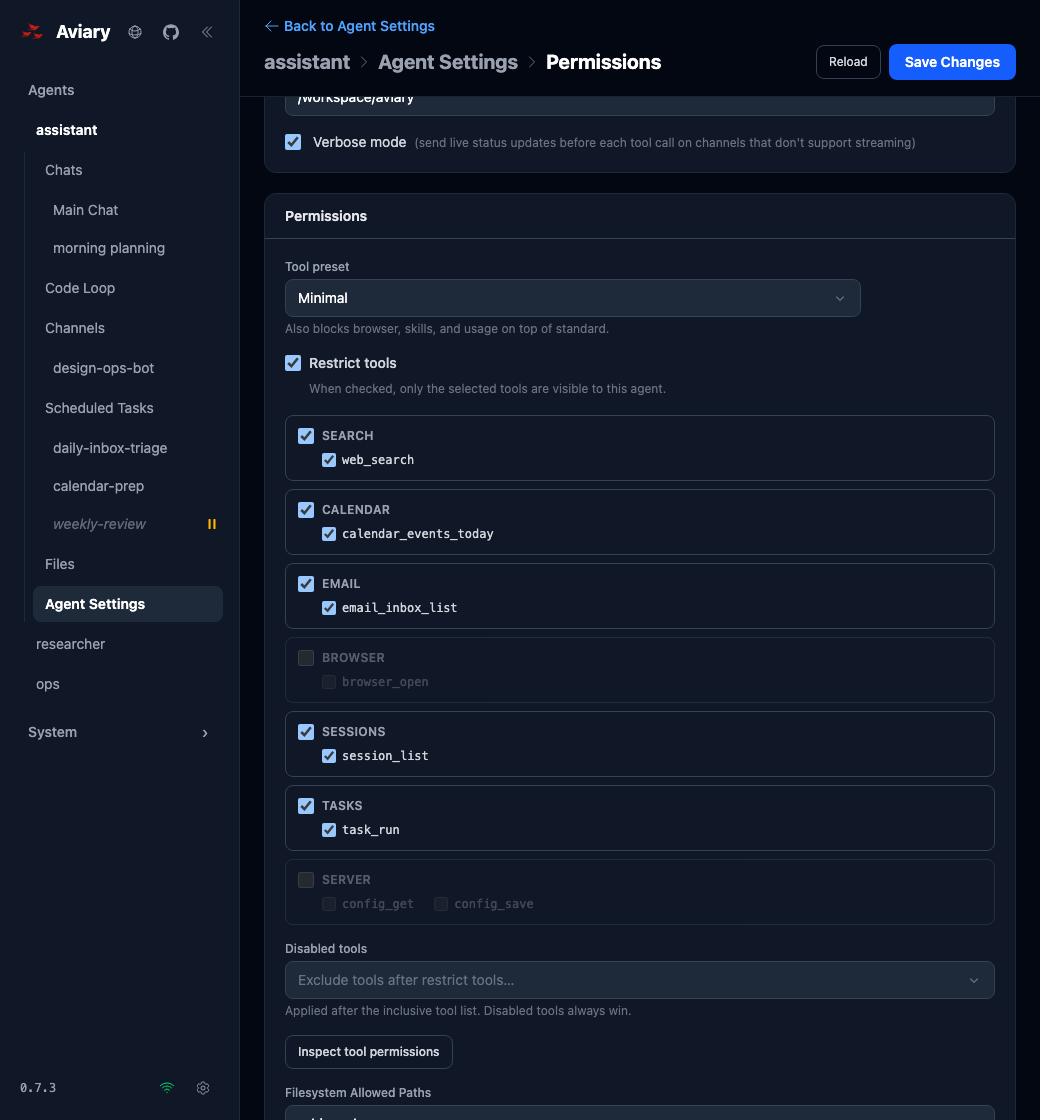 Aviary
Agents
assistant
Chats
Main Chat
morning planning
Code Loop
Channels
design-ops-bot
Scheduled Tasks
daily-inbox-triage
calendar-prep
weekly-review
Files
Agent Settings
researcher
ops
System
0.7.3
Back to Agent Settings
assistant > Agent Settings > Permissions
Reload
Save Changes
/workspace/aviary
Verbose mode (send live status updates before each tool call on channels that don't support streaming)
Permissions
Tool preset
Minimal
Also blocks browser, skills, and usage on top of standard.
Restrict tools
When checked, only the selected tools are visible to this agent.
SEARCH
web_search
CALENDAR
calendar_events_today
EMAIL
email_inbox_list
BROWSER
browser_open
SESSIONS
session_list
TASKS
task_run
SERVER
config_get config_save
Disabled tools
Exclude tools after restrict tools...
Applied after the inclusive tool list. Disabled tools always win.
Inspect tool permissions
Filesystem Allowed Paths